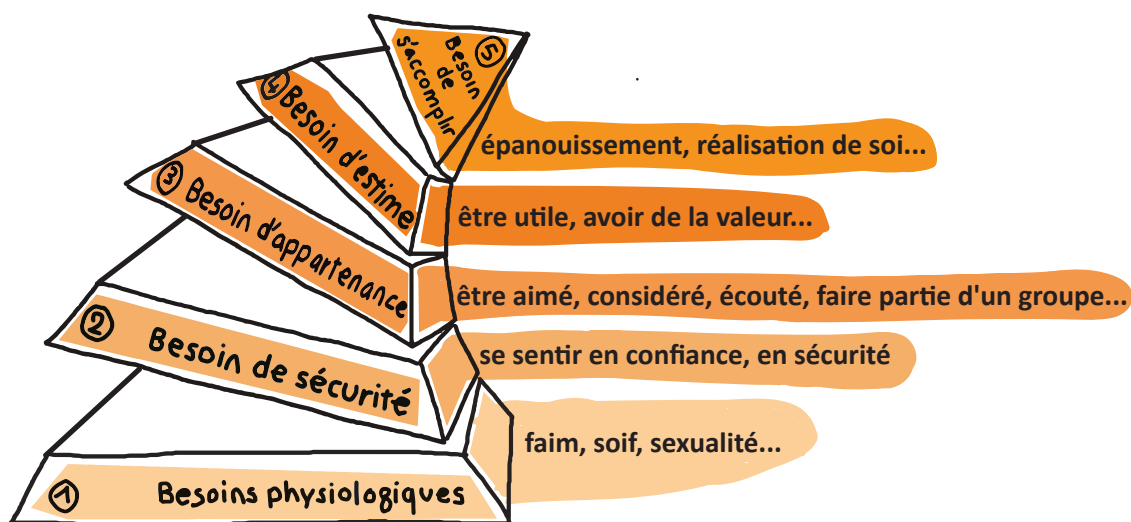 ⑤
Besoin
de
s'accomplir
épanouissement, réalisation de soi...
④ Besoin d'estime
être utile, avoir de la valeur...
③ Besoin d'appartenance
être aimé, considéré, écouté, faire partie d'un groupe...
② Besoin de sécurité
se sentir en confiance, en sécurité
① Besoins physiologiques
faim, soif, sexualité...